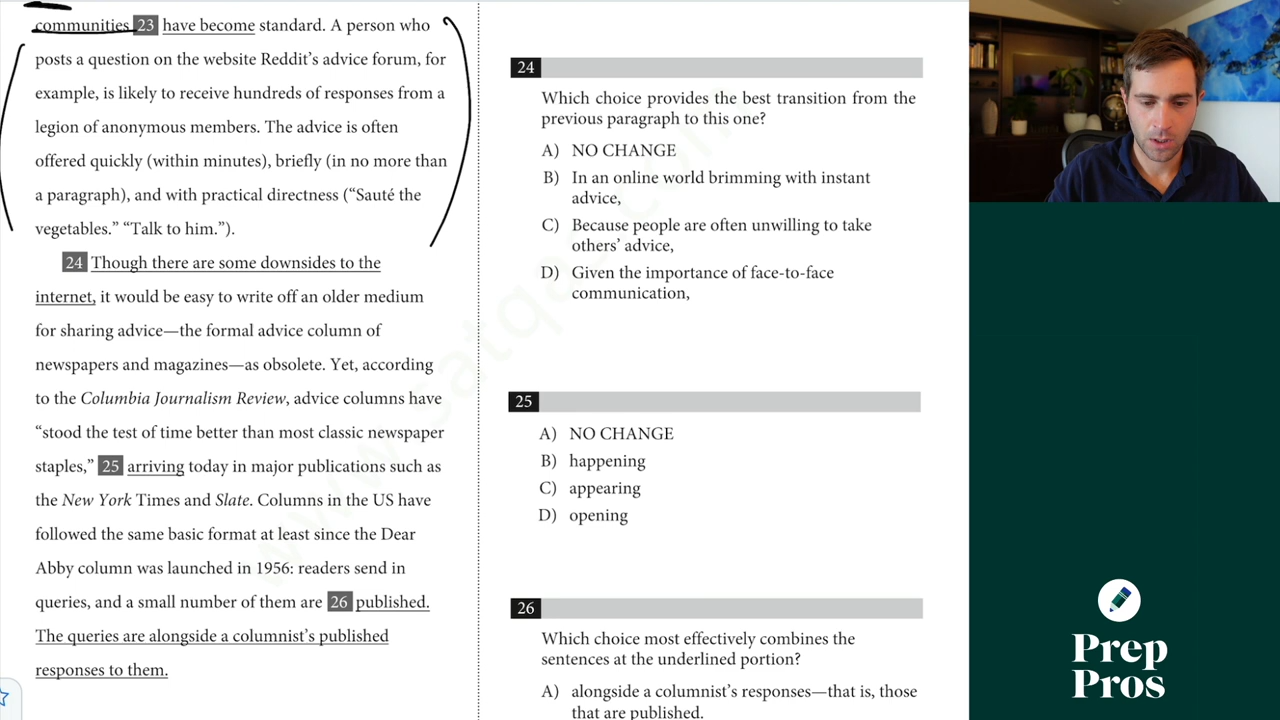 communities 23 have become standard. A person who
posts a question on the website Reddit's advice forum, for
example, is likely to receive hundreds of responses from a
legion of anonymous members. The advice is often
offered quickly (within minutes), briefly (in no more than
a paragraph), and with practical directness (“Sauté the
vegetables.” “Talk to him.”).
24 Though there are some downsides to the
internet, it would be easy to write off an older medium
for sharing advice—the formal advice column of
newspapers and magazines—as obsolete. Yet, according
to the Columbia Journalism Review, advice columns have
“stood the test of time better than most classic newspaper
staples,” 25 arriving today in major publications such as
the New York Times and Slate. Columns in the US have
followed the same basic format at least since the Dear
Abby column was launched in 1956: readers send in
queries, and a small number of them are 26 published.
The queries are alongside a columnist's published
responses to them.
24
Which choice provides the best transition from the
previous paragraph to this one?
A) NO CHANGE
B) In an online world brimming with instant
advice,
C) Because people are often unwilling to take
others' advice,
D) Given the importance of face-to-face
communication,
25
A) NO CHANGE
B) happening
C) appearing
D) opening
26
Which choice most effectively combines the
sentences at the underlined portion?
A) alongside a columnist's responses—that is, those
that are published.
Prep
Pros